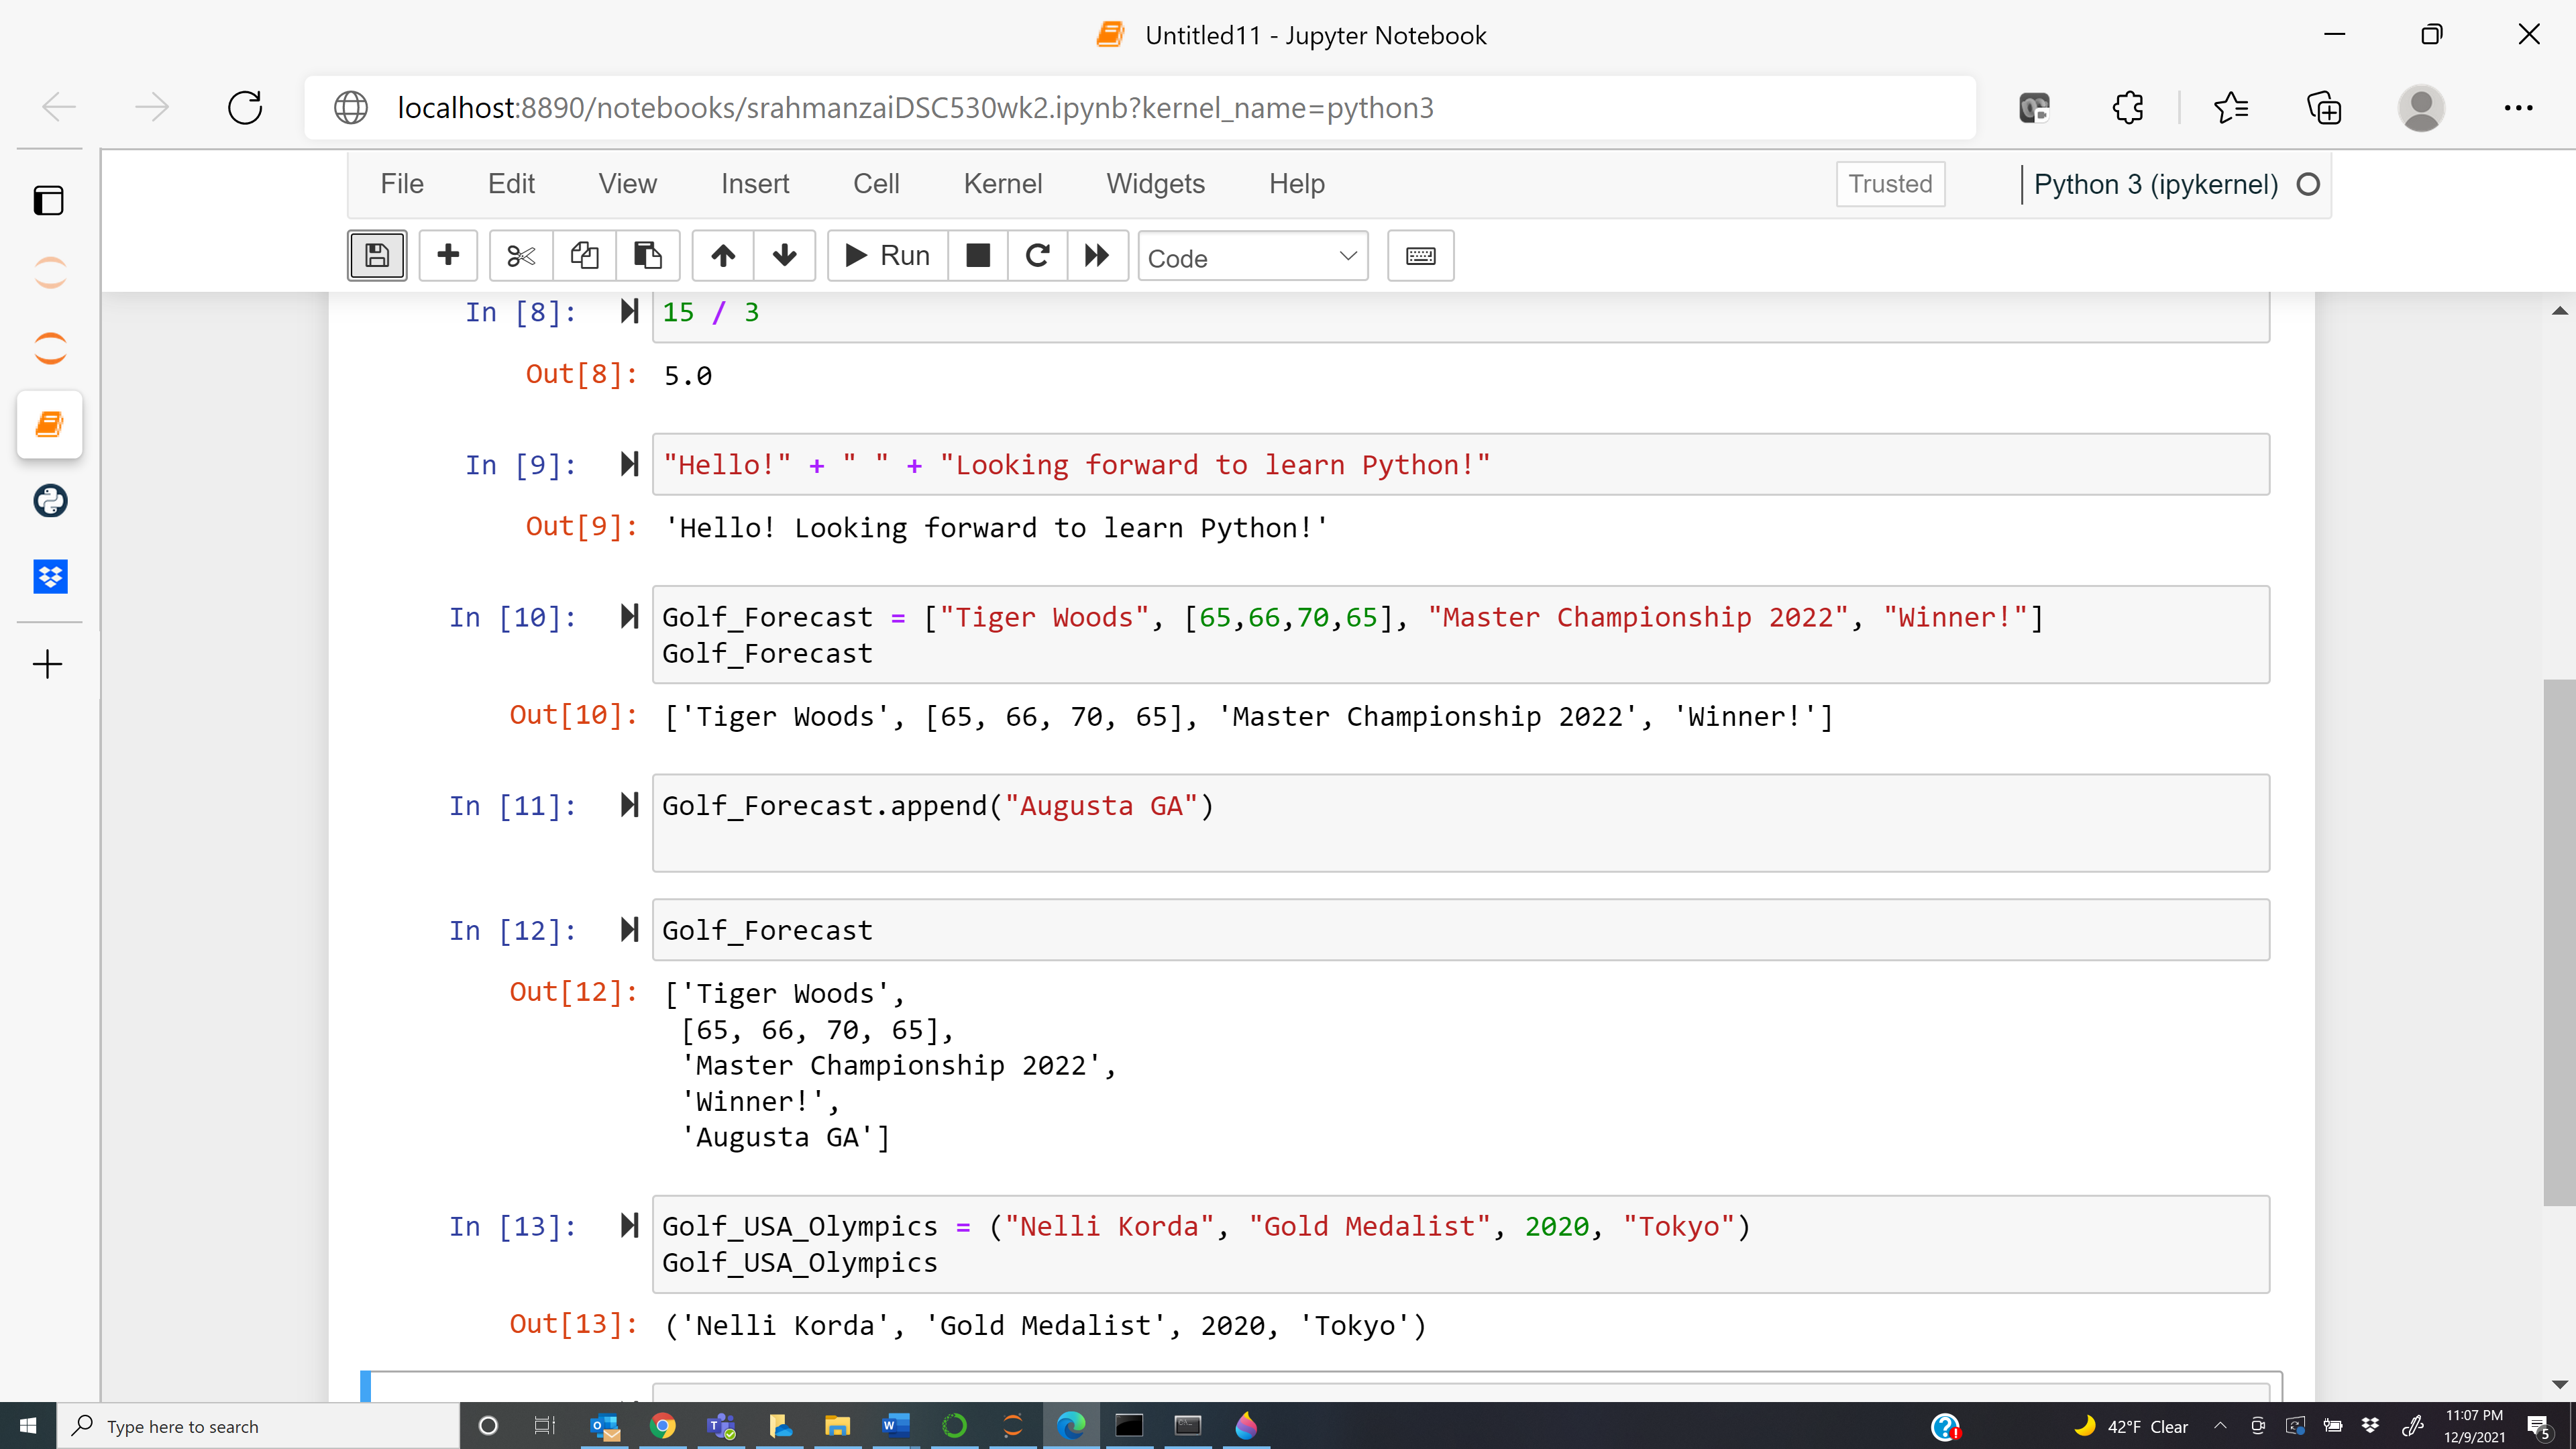 Untitled11 - Jupyter Notebook
localhost:8890/notebooks/srahmanzaiDSC530wk2.ipynb?kernel_name=python3
File Edit View Insert Cell Kernel Widgets Help Trusted Python 3 (ipykernel)
Run Code
In [8]: 15 / 3
Out[8]: 5.0
In [9]: "Hello!" + " " + "Looking forward to learn Python!"
Out[9]: 'Hello! Looking forward to learn Python!'
In [10]: Golf_Forecast = ["Tiger Woods", [65,66,70,65], "Master Championship 2022", "Winner!"]
Golf_Forecast
Out[10]: ['Tiger Woods', [65, 66, 70, 65], 'Master Championship 2022', 'Winner!']
In [11]: Golf_Forecast.append("Augusta GA")
In [12]: Golf_Forecast
Out[12]: ['Tiger Woods',
[65, 66, 70, 65],
'Master Championship 2022',
'Winner!',
'Augusta GA']
In [13]: Golf_USA_Olympics = ("Nelli Korda", "Gold Medalist", 2020, "Tokyo")
Golf_USA_Olympics
Out[13]: ('Nelli Korda', 'Gold Medalist', 2020, 'Tokyo')
Type here to search
42°F Clear
11:07 PM
12/9/2021
5